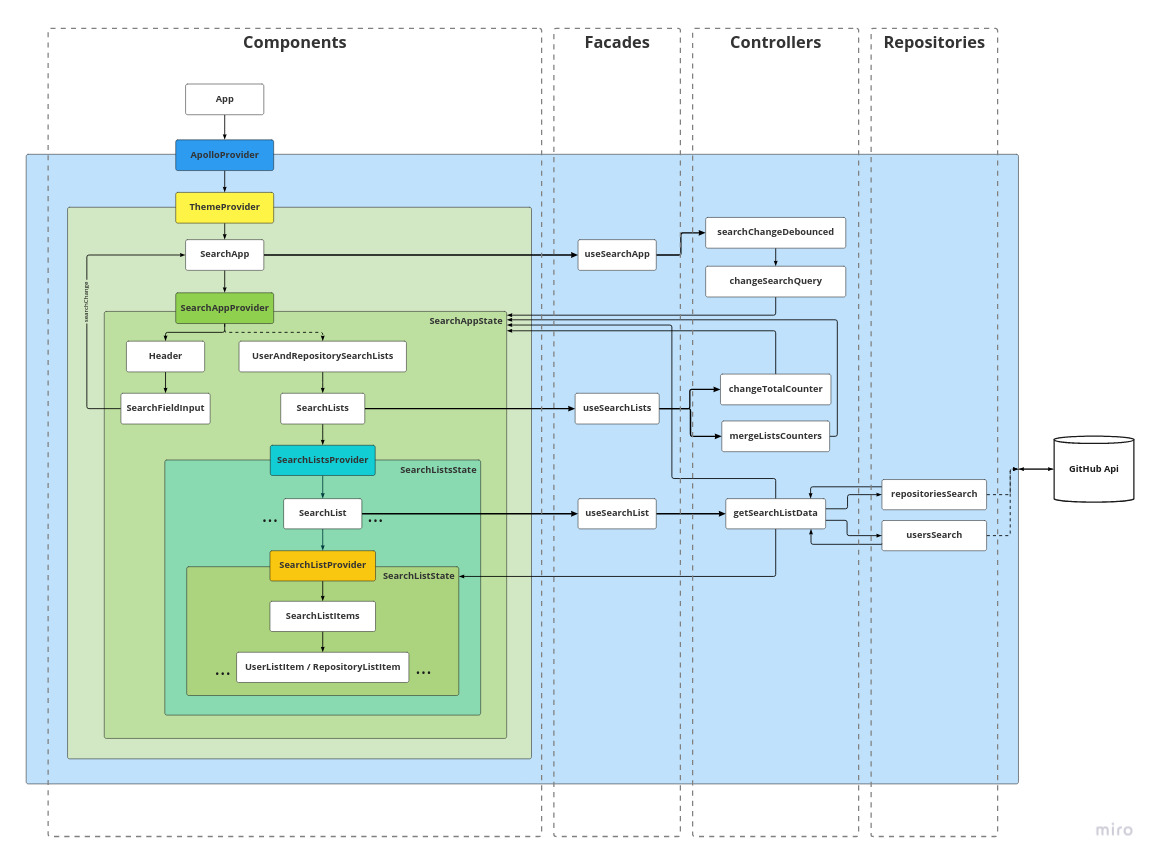 Components
Facades
Controllers
Repositories
App
ApolloProvider
ThemeProvider
SearchApp
useSearchApp
searchChangeDebounced
changeSearchQuery
searchChange
SearchAppProvider
SearchAppState
Header
UserAndRepositorySearchLists
SearchFieldInput
SearchLists
useSearchLists
changeTotalCounter
mergeListsCounters
SearchListsProvider
SearchListsState
GitHub Api
... SearchList ...
useSearchList
getSearchListData
repositoriesSearch
usersSearch
SearchListProvider
SearchListState
SearchListItems
... UserListItem / RepositoryListItem ...
miro